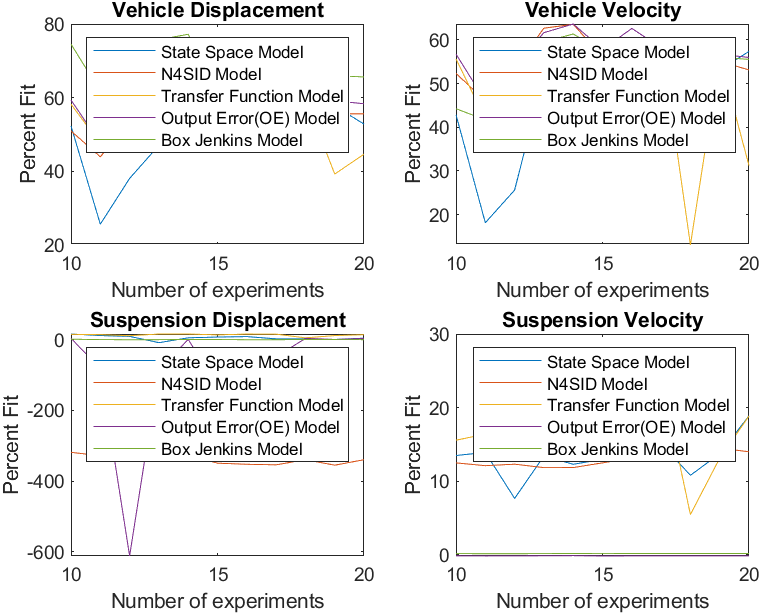 Vehicle Displacement
80
60
40
20
Percent Fit
State Space Model
N4SID Model
Transfer Function Model
Output Error(OE) Model
Box Jenkins Model
10
15
20
Number of experiments
Vehicle Velocity
60
50
40
30
20
Percent Fit
State Space Model
N4SID Model
Transfer Function Model
Output Error(OE) Model
Box Jenkins Model
10
15
20
Number of experiments
Suspension Displacement
0
-200
-400
-600
Percent Fit
State Space Model
N4SID Model
Transfer Function Model
Output Error(OE) Model
Box Jenkins Model
10
15
20
Number of experiments
Suspension Velocity
30
20
10
0
Percent Fit
State Space Model
N4SID Model
Transfer Function Model
Output Error(OE) Model
Box Jenkins Model
10
15
20
Number of experiments